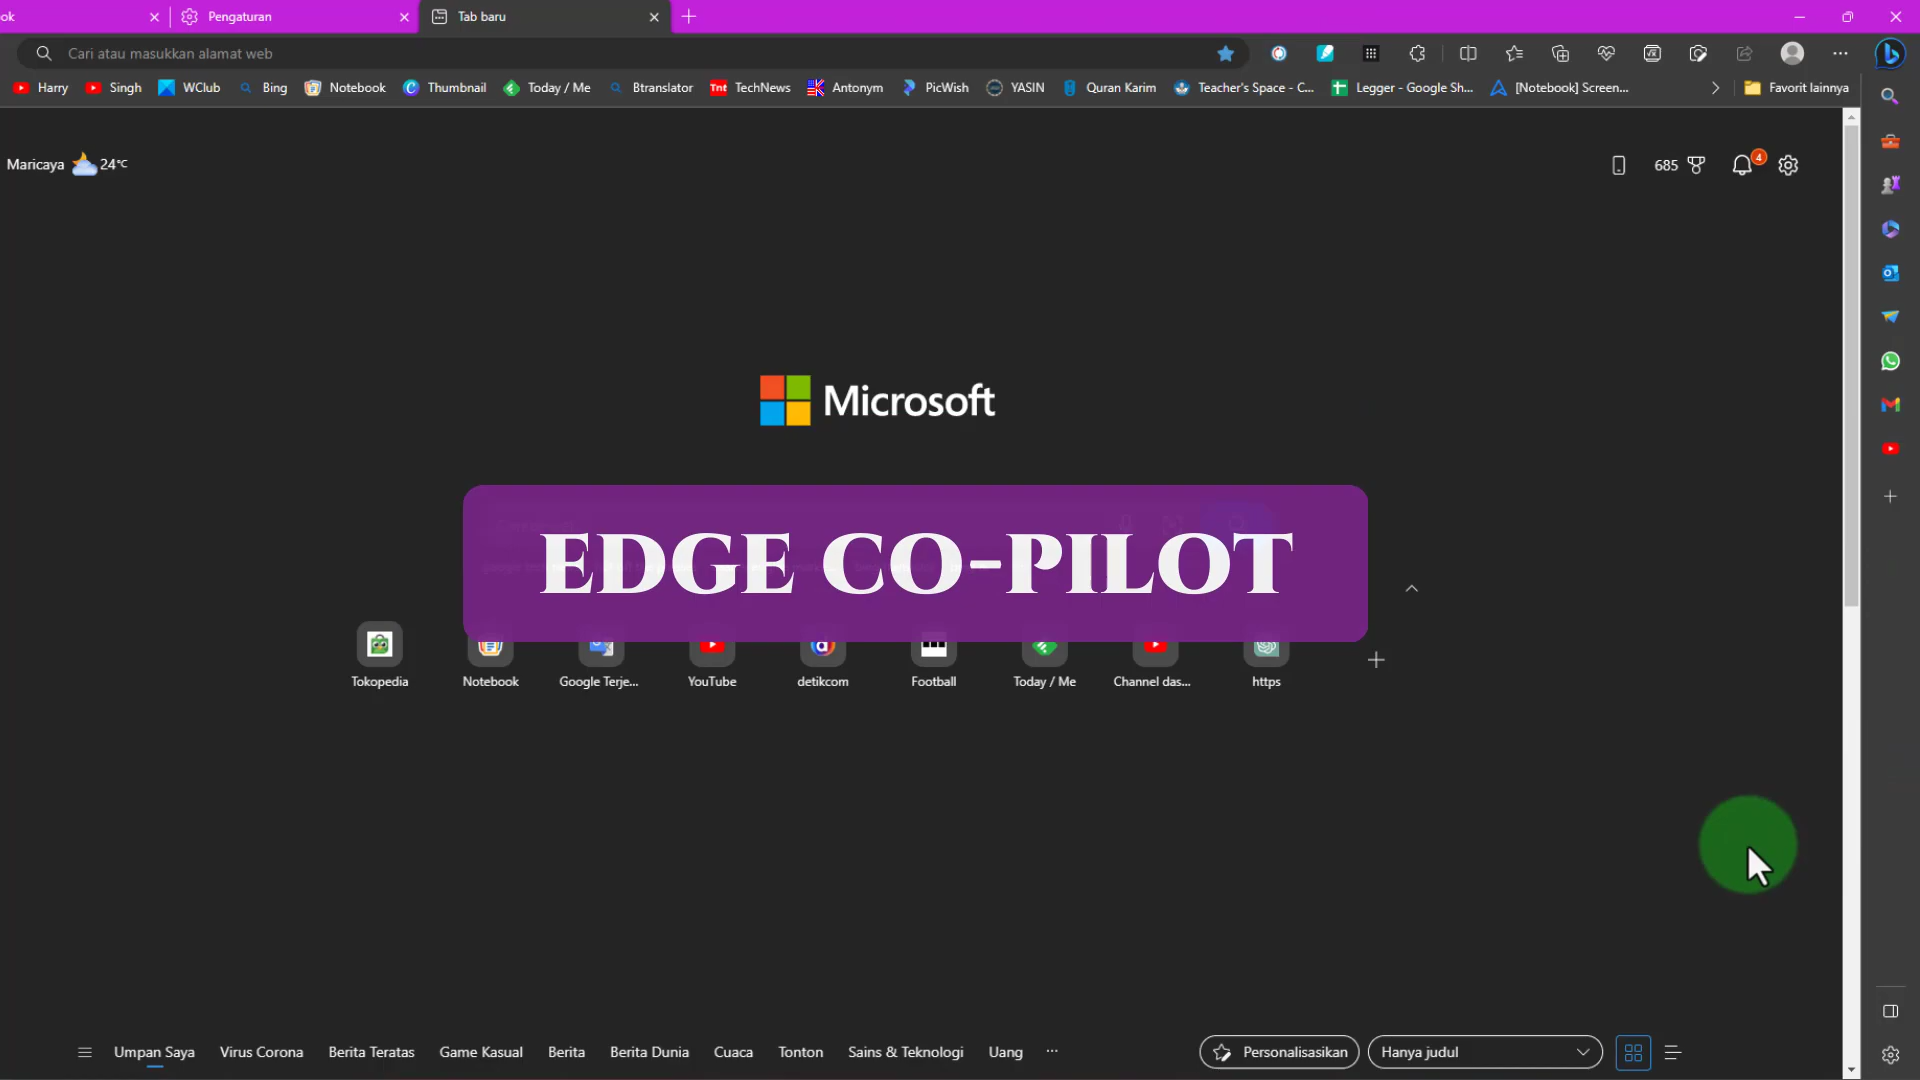 ok
Pengaturan
Tab baru
Cari atau masukkan alamat web
Harry
Singh
WClub
Bing
Notebook
Thumbnail
Today / Me
Btranslator
Tnt TechNews
Antonym
PicWish
YASIN
Quran Karim
Teacher's Space - C...
Legger - Google Sh...
[Notebook] Screen...
Favorit lainnya
Maricaya 24°C
685
4
Microsoft
EDGE CO-PILOT
Tokopedia
Notebook
Google Terje...
YouTube
detikcom
Football
Today / Me
Channel das...
https
Umpan Saya
Virus Corona
Berita Teratas
Game Kasual
Berita
Berita Dunia
Cuaca
Tonton
Sains & Teknologi
Uang
...
Personalisasikan
Hanya judul